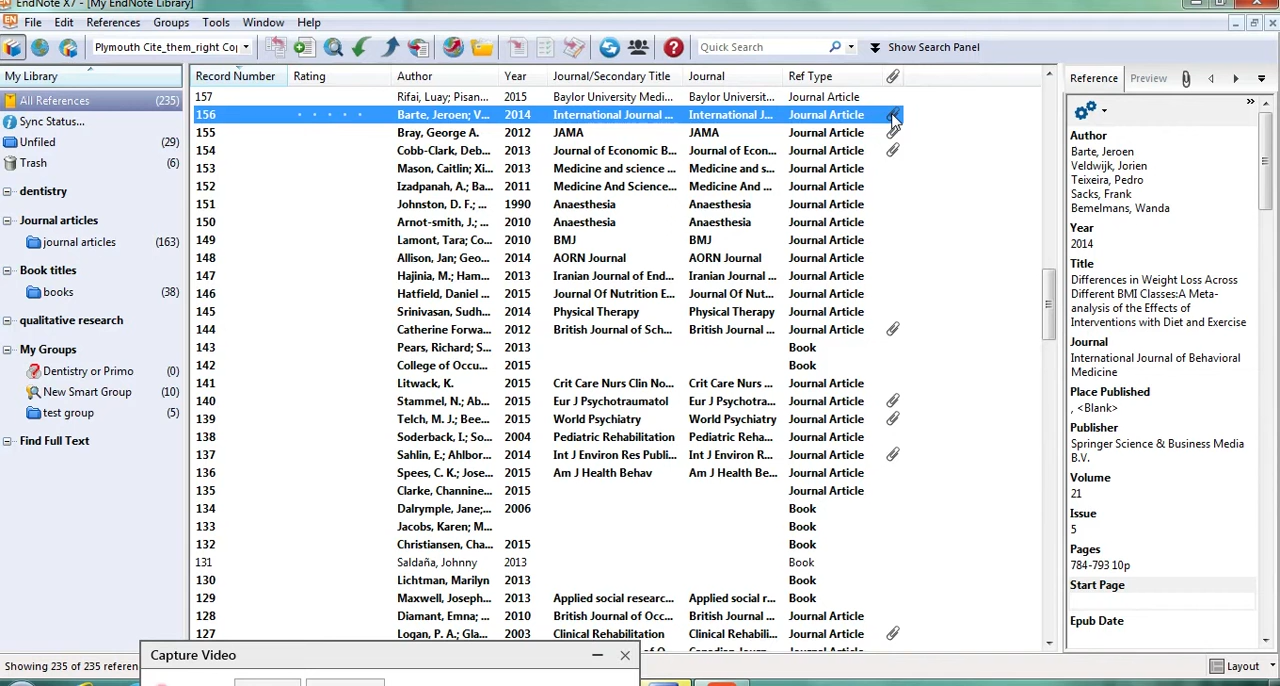 EndNote X7 - [My EndNote Library]
File Edit References Groups Tools Window Help
Plymouth Cite_them_right Co Quick Search Show Search Panel
My Library
All References (235)
Sync Status...
Unfiled (29)
Trash (6)
dentistry
Journal articles
journal articles (163)
Book titles
books (38)
qualitative research
My Groups
Dentistry or Primo (0)
New Smart Group (10)
test group (5)
Find Full Text
Record Number Rating Author Year Journal/Secondary Title Journal Ref Type
157 Rifai, Luay; Pisan... 2015 Baylor University Medi... Baylor Universit... Journal Article
156 Barte, Jeroen; V... 2014 International Journal ... International J... Journal Article
155 Bray, George A. 2012 JAMA JAMA Journal Article
154 Cobb-Clark, Deb... 2013 Journal of Economic B... Journal of Econ... Journal Article
153 Mason, Caitlin; Xi... 2013 Medicine and science ... Medicine and s... Journal Article
152 Izadpanah, A.; Ba... 2011 Medicine And Science... Medicine And ... Journal Article
151 Johnston, D. F.; ... 1990 Anaesthesia Anaesthesia Journal Article
150 Arnot-smith, J.; ... 2010 Anaesthesia Anaesthesia Journal Article
149 Lamont, Tara; Co... 2010 BMJ BMJ Journal Article
148 Allison, Jan; Geo... 2014 AORN Journal AORN Journal Journal Article
147 Hajinia, M.; Ham... 2013 Iranian Journal of End... Iranian Journal ... Journal Article
146 Hatfield, Daniel ... 2015 Journal Of Nutrition E... Journal Of Nut... Journal Article
145 Srinivasan, Sudh... 2014 Physical Therapy Physical Therapy Journal Article
144 Catherine Forwa... 2012 British Journal of Sch... British Journal ... Journal Article
143 Pears, Richard; S... 2013 Book
142 College of Occu... 2015 Book
141 Litwack, K. 2015 Crit Care Nurs Clin No... Crit Care Nurs ... Journal Article
140 Stammel, N.; Ab... 2015 Eur J Psychotraumatol Eur J Psychotra... Journal Article
139 Telch, M. J.; Bee... 2015 World Psychiatry World Psychiatry Journal Article
138 Soderback, I.; So... 2004 Pediatric Rehabilitation Pediatric Reha... Journal Article
137 Sahlin, E.; Ahlbor... 2014 Int J Environ Res Publi... Int J Environ R... Journal Article
136 Spees, C. K.; Jose... 2015 Am J Health Behav Am J Health Be... Journal Article
135 Clarke, Channine... 2015 Journal Article
134 Dalrymple, Jane;... 2006 Book
133 Jacobs, Karen; M... Book
132 Christiansen, Cha... 2015 Book
131 Saldaña, Johnny 2013 Book
130 Lichtman, Marilyn 2013 Book
129 Maxwell, Joseph... 2013 Applied social researc... Applied social r... Book
128 Diamant, Emna; ... 2010 British Journal of Occ... British Journal ... Journal Article
127 Logan, P. A.; Gla... 2003 Clinical Rehabilitation Clinical Rehabili... Journal Article
Reference Preview
Author
Barte, Jeroen
Veldwijk, Jorien
Teixeira, Pedro
Sacks, Frank
Bemelmans, Wanda
Year
2014
Title
Differences in Weight Loss Across
Different BMI Classes:A Meta-
analysis of the Effects of
Interventions with Diet and Exercise
Journal
International Journal of Behavioral
Medicine
Place Published
, <Blank>
Publisher
Springer Science & Business Media
B.V.
Volume
21
Issue
5
Pages
784-793 10p
Start Page
Epub Date
Capture Video
Showing 235 of 235 referen
Layout